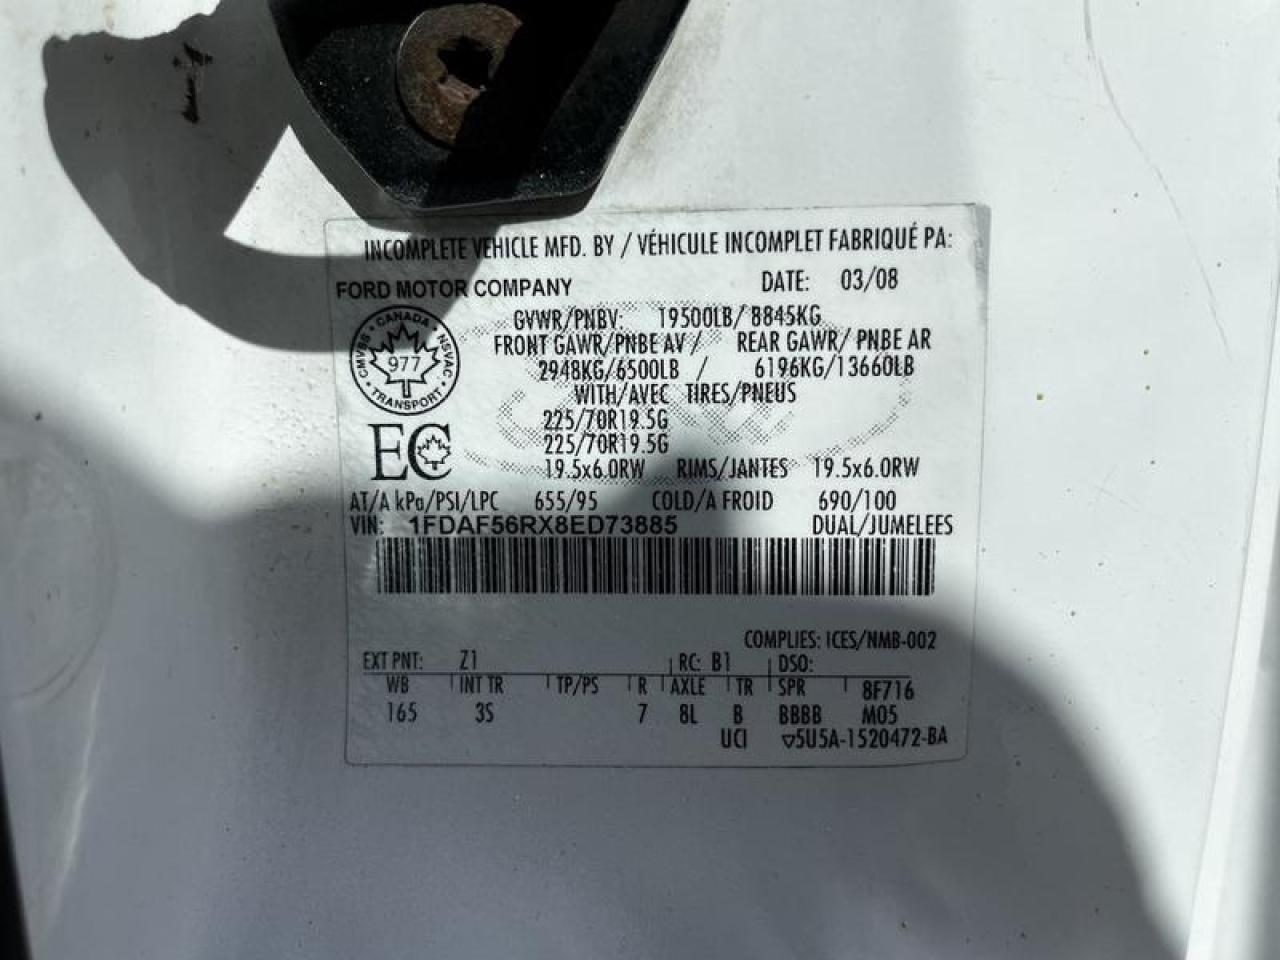 INCOMPLETE VEHICLE MFD. BY / VÉHICULE INCOMPLET FABRIQUÉ PA:
FORD MOTOR COMPANY DATE: 03/08
GVWR/PNBV: 19500LB/ 8845KG
FRONT GAWR/PNBE AV / REAR GAWR/ PNBE AR
2948KG/6500LB / 6196KG/13660LB
WITH/AVEC TIRES/PNEUS
225/70R19.5G
225/70R19.5G
19.5x6.0RW RIMS/JANTES 19.5x6.0RW
CANADA
CMVSS NSVAC
977
TRANSPORT
EC
AT/A kPa/PSI/LPC 655/95 COLD/A FROID 690/100
VIN: 1FDAF56RX8ED73885 DUAL/JUMELEES
COMPLIES: ICES/NMB-002
EXT PNT: Z1 RC: B1 DSO:
WB INT TR TP/PS R AXLE TR SPR 8F716
165 3S 7 8L B BBBB M05
UCI ▽5U5A-1520472-BA